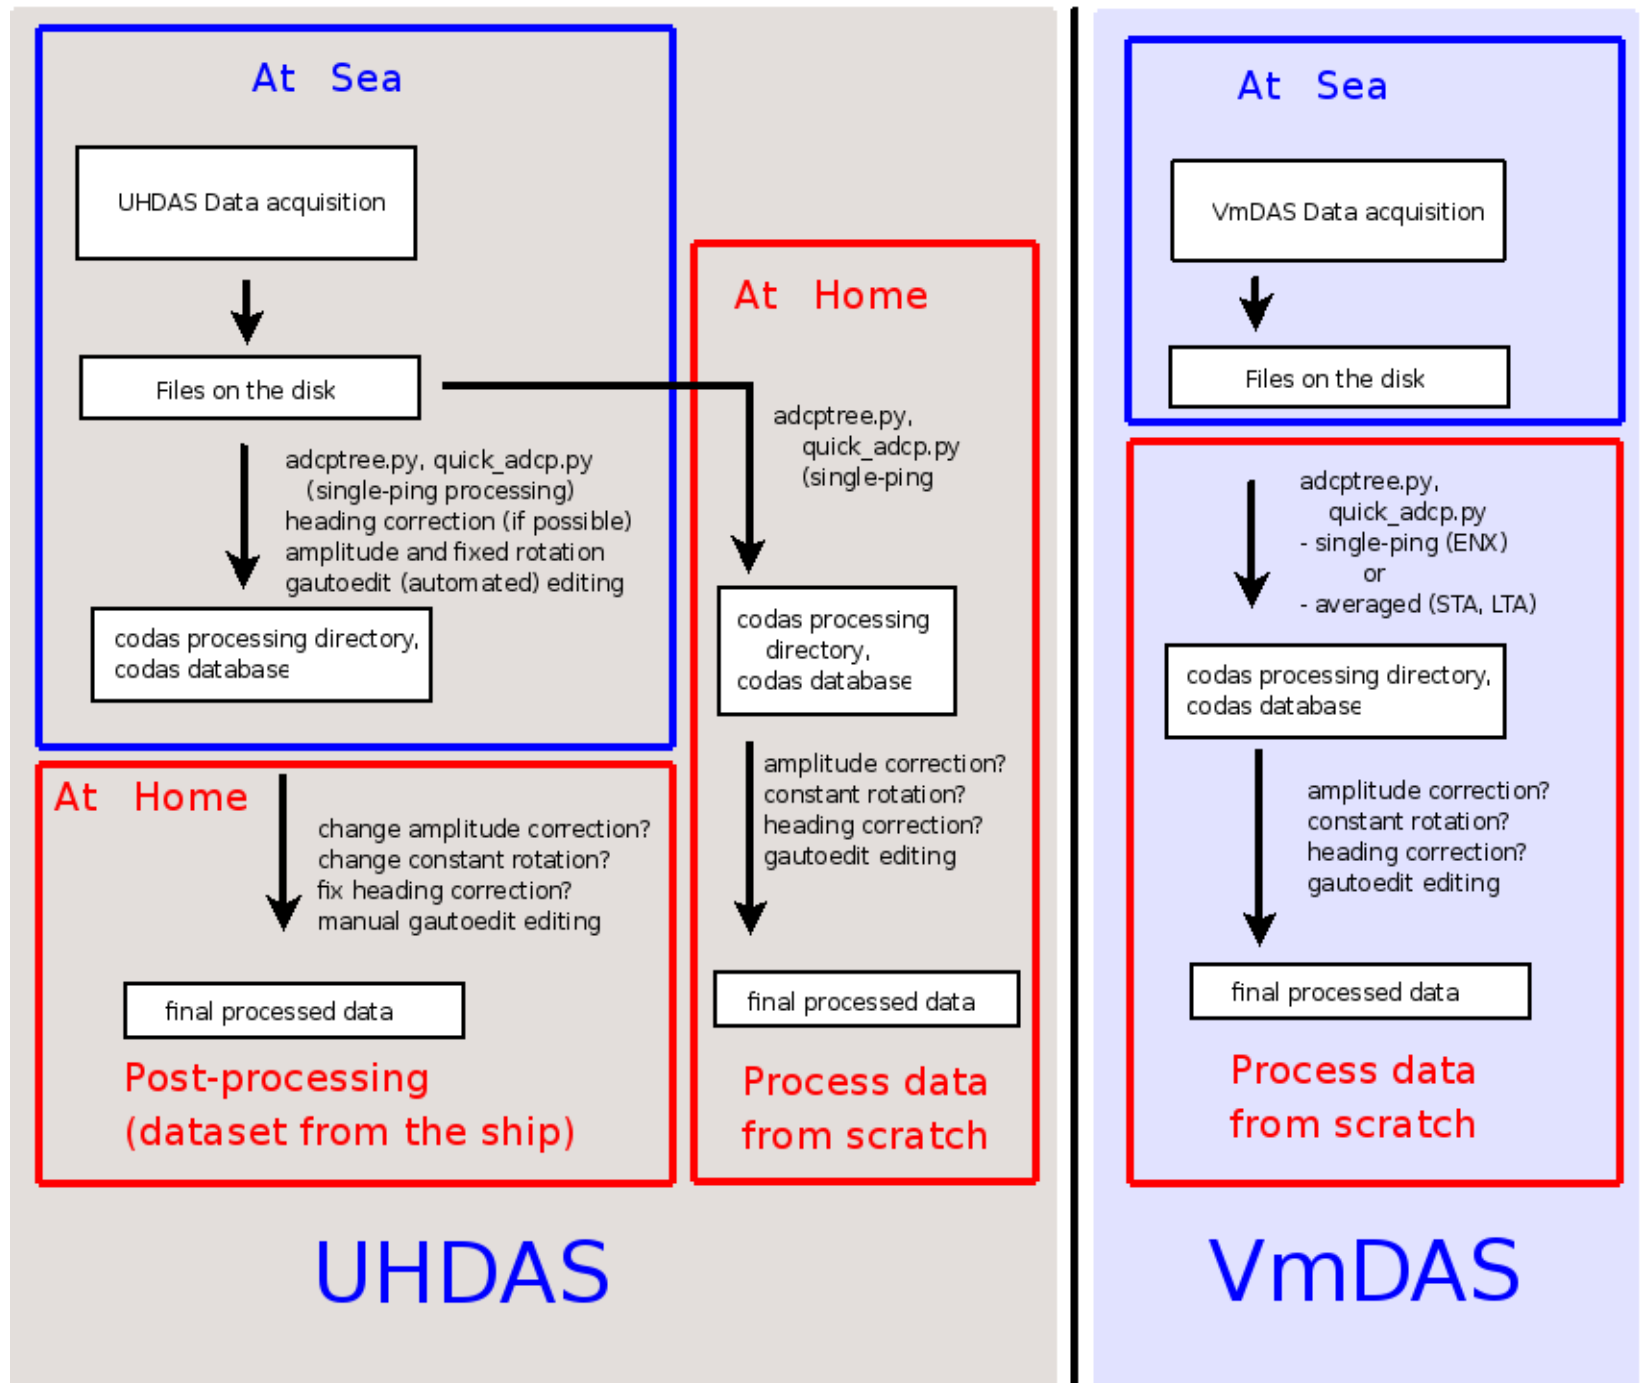 At Sea
UHDAS Data acquisition
Files on the disk
adcptree.py, quick_adcp.py
(single-ping processing)
heading correction (if possible)
amplitude and fixed rotation
gautoedit (automated) editing
codas processing directory,
codas database
At Home
change amplitude correction?
change constant rotation?
fix heading correction?
manual gautoedit editing
final processed data
Post-processing
(dataset from the ship)
At Home
adcptree.py,
quick_adcp.py
(single-ping
codas processing
directory,
codas database
amplitude correction?
constant rotation?
heading correction?
gautoedit editing
final processed data
Process data
from scratch
UHDAS
At Sea
VmDAS Data acquisition
Files on the disk
adcptree.py,
quick_adcp.py
- single-ping (ENX)
or
- averaged (STA, LTA)
codas processing directory,
codas database
amplitude correction?
constant rotation?
heading correction?
gautoedit editing
final processed data
Process data
from scratch
VmDAS